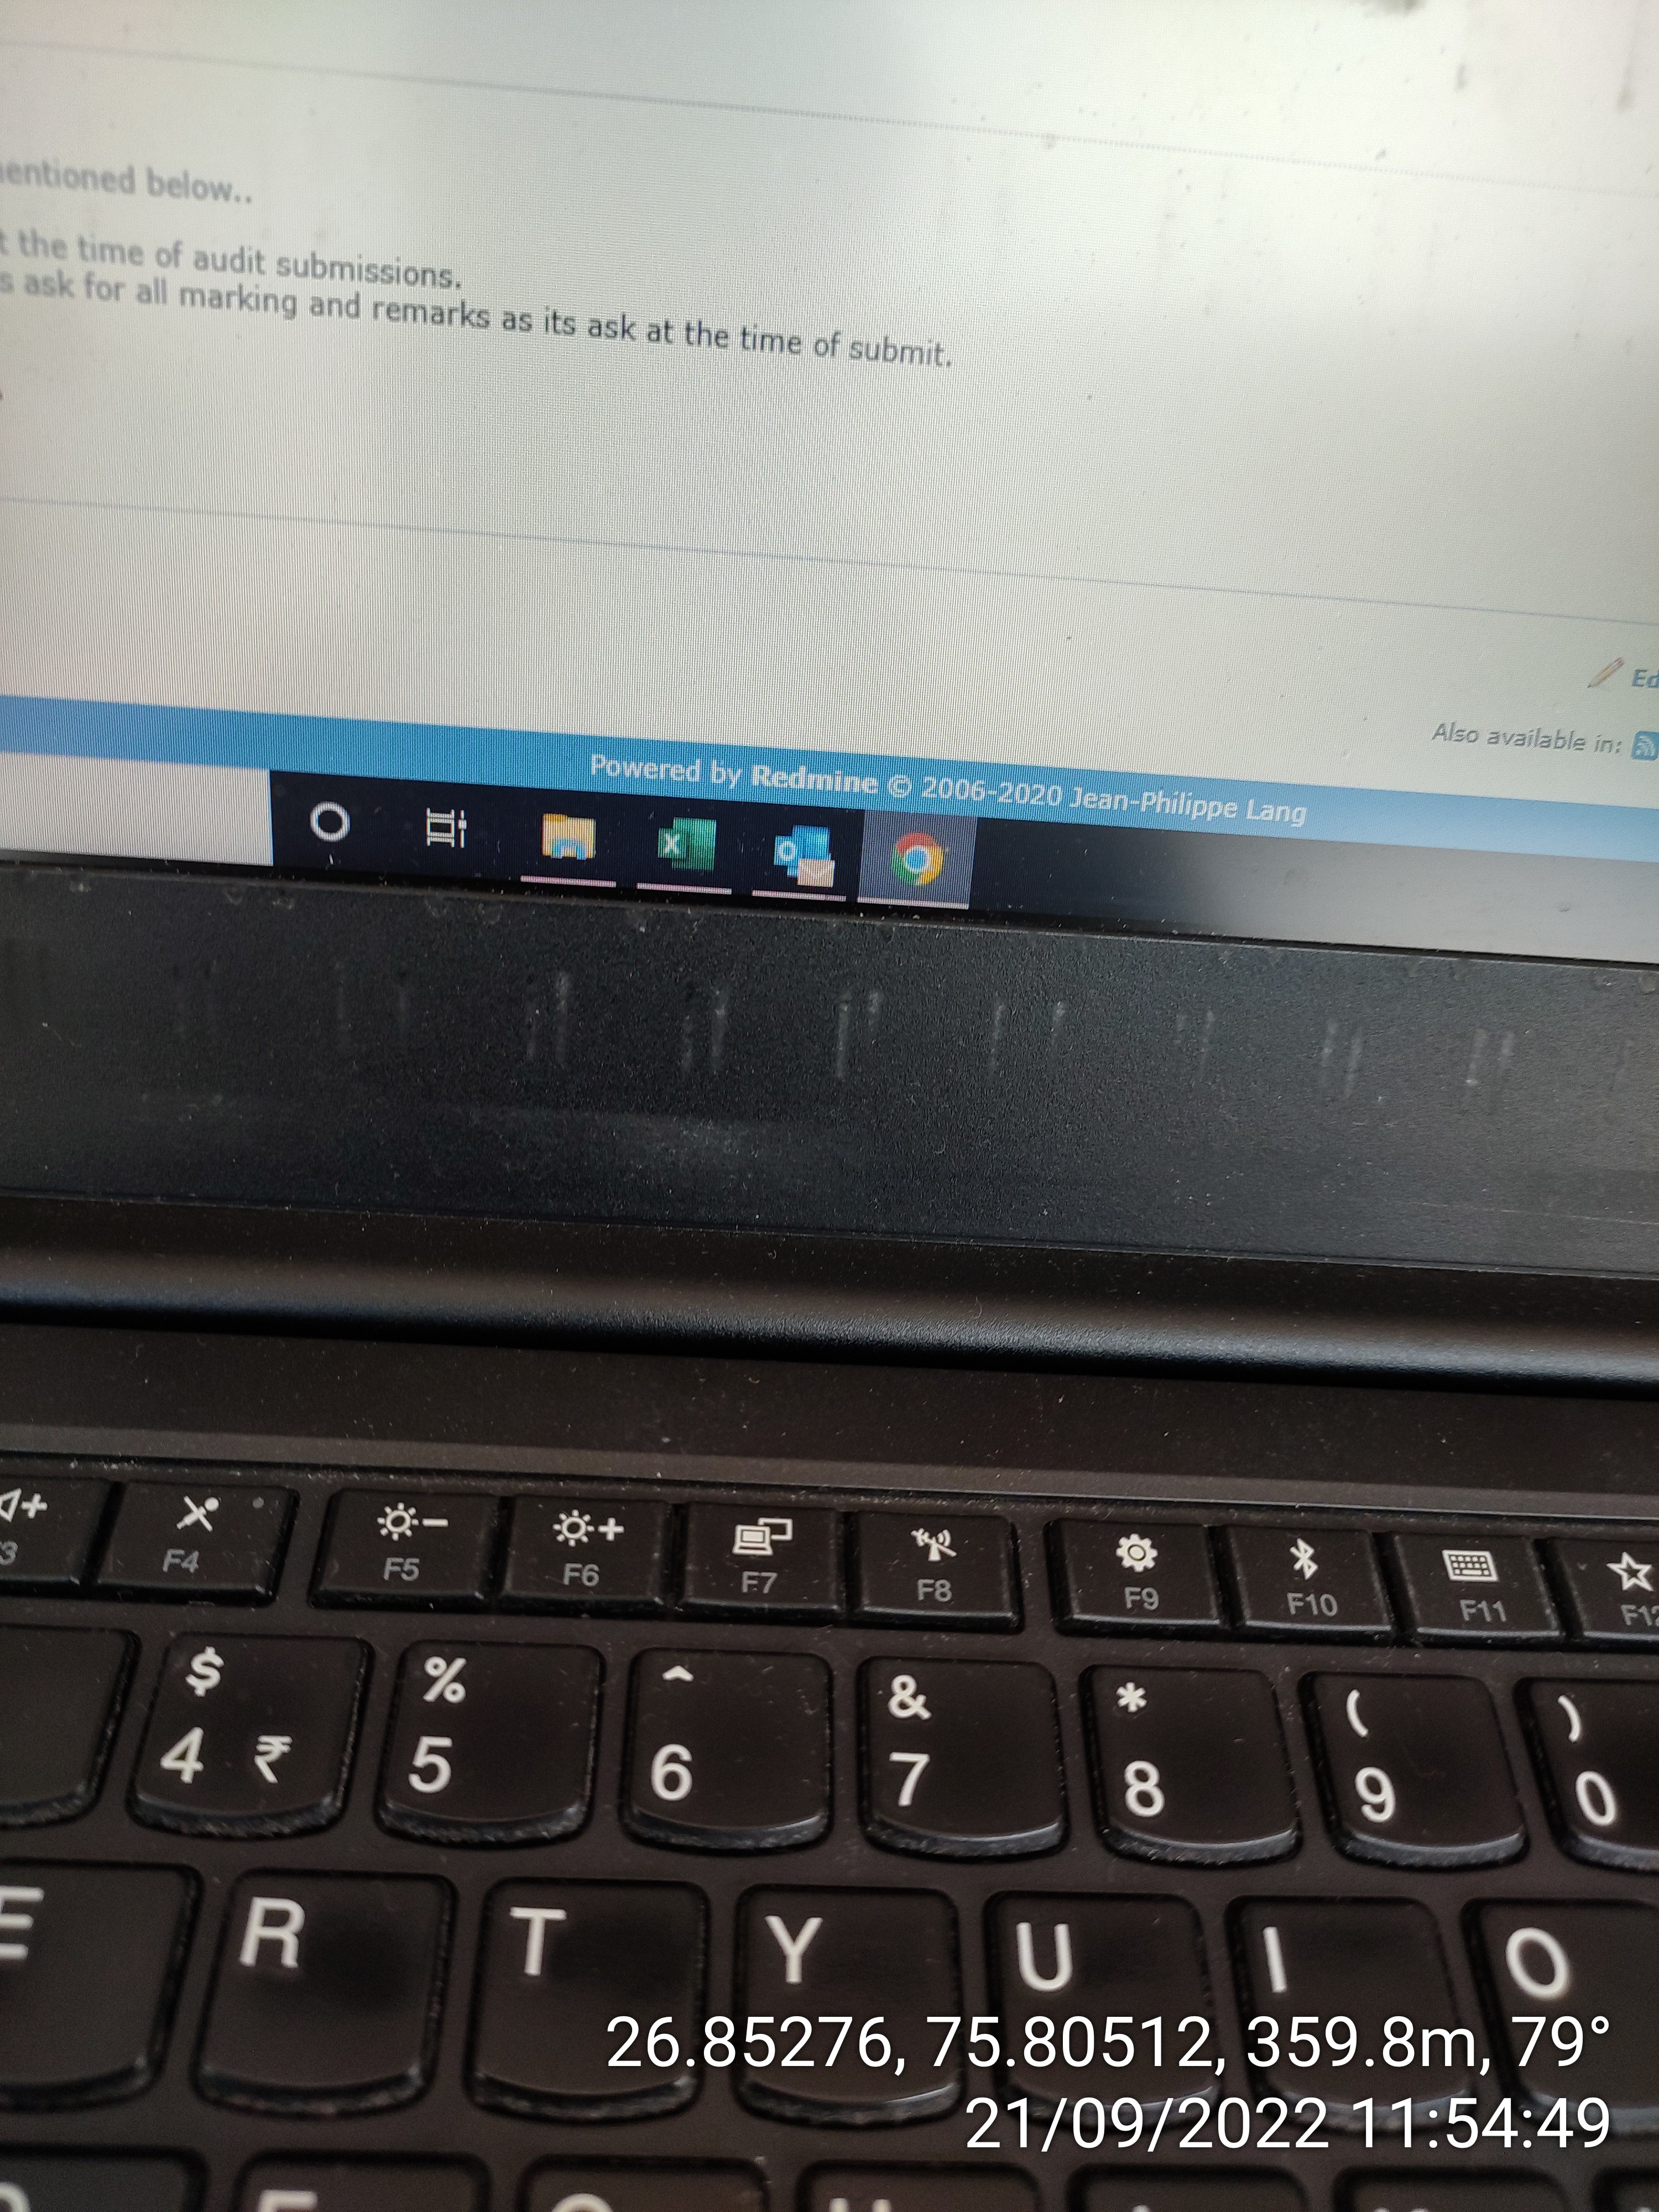 mentioned below..
t the time of audit submissions.
s ask for all marking and remarks as its ask at the time of submit.
Ed
Also available in:
Powered by Redmine © 2006-2020 Jean-Philippe Lang
F4 F5 F6 F7 F8 F9 F10 F11 F12
$ % ^ & * ( )
4 ₹ 5 6 7 8 9 0
E R T Y U I O
26.85276, 75.80512, 359.8m, 79°
21/09/2022 11:54:49